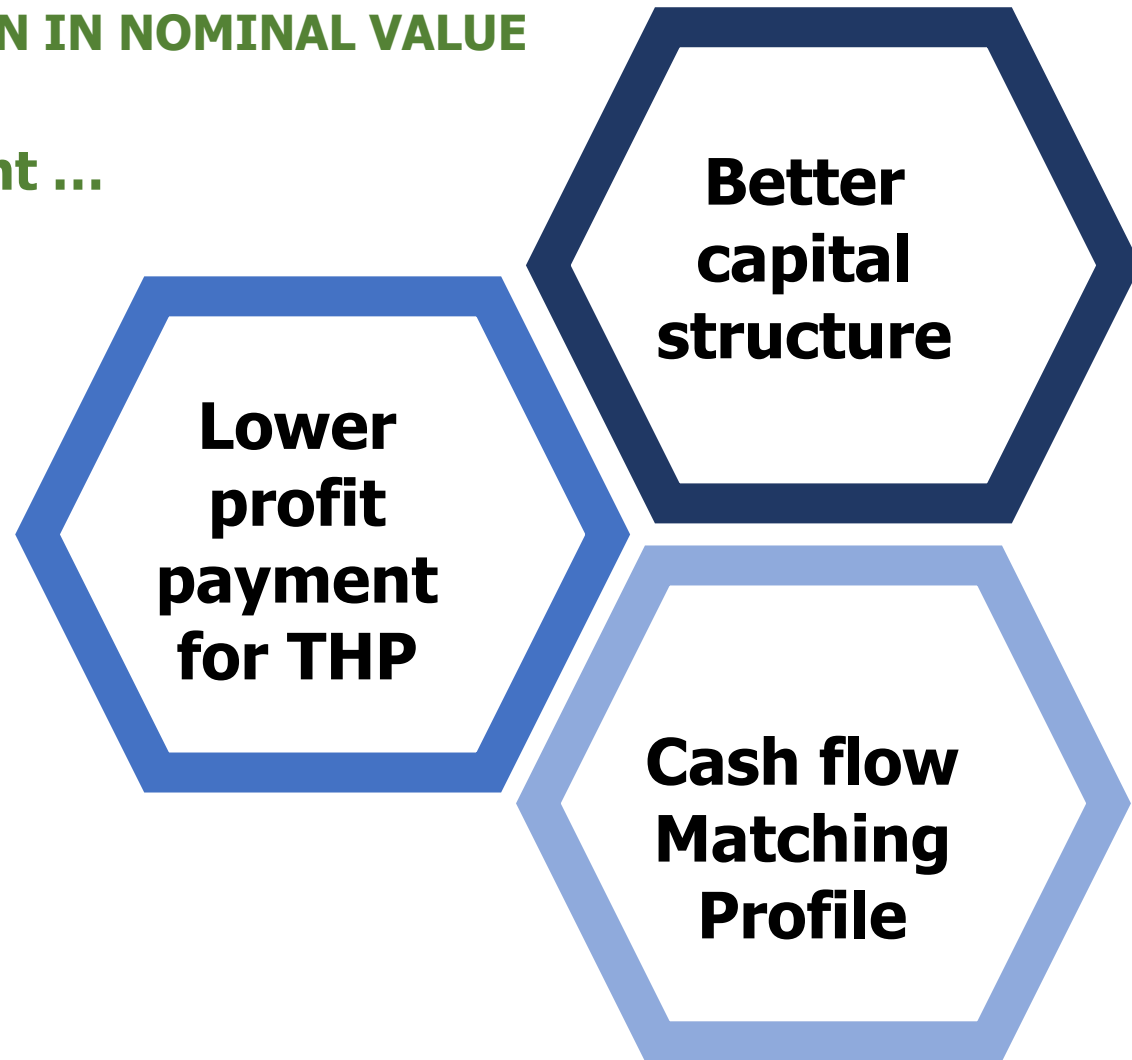 N IN NOMINAL VALUE
nt ...
Better
capital
structure
Lower
profit
payment
for THP
Cash flow
Matching
Profile